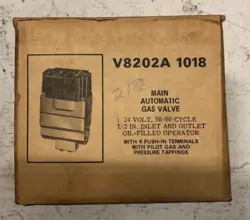 V8202A 1018
MAIN
AUTOMATIC
GAS VALVE
24 VOLT, 50/60 CYCLE
1/2 IN. INLET AND OUTLET
OIL-FILLED OPERATOR
WITH 4 PUSH-IN TERMINALS
WITH PILOT GAS AND
PRESSURE TAPPINGS